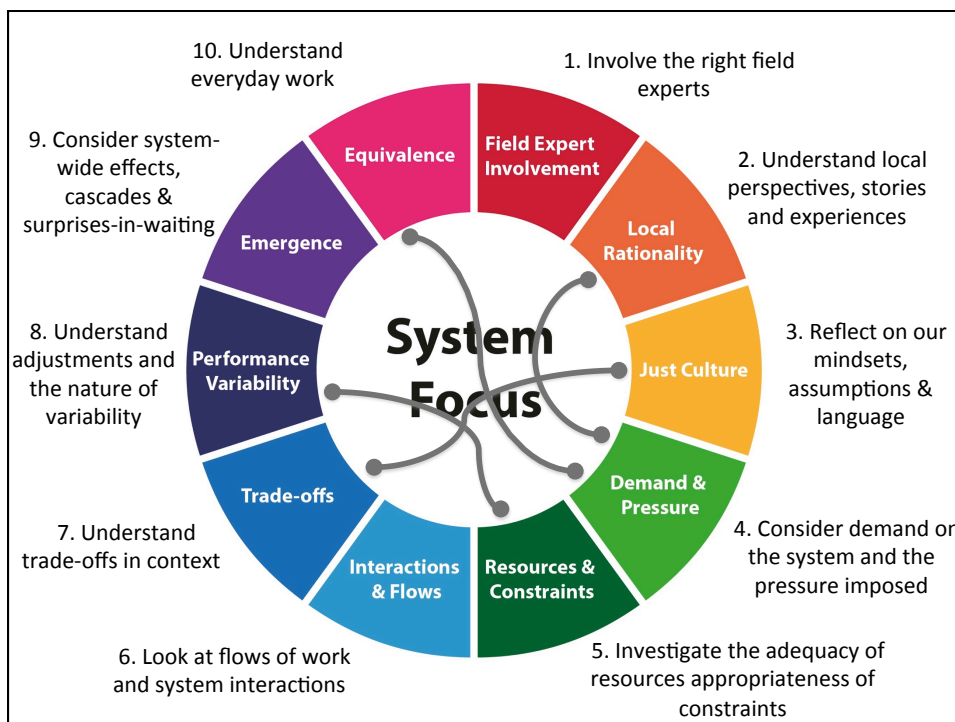 10. Understand
everyday work
1. Involve the right field
experts
9. Consider system-
wide effects,
cascades &
surprises-in-waiting
2. Understand local
perspectives, stories
and experiences
8. Understand
adjustments and
the nature of
variability
3. Reflect on our
mindsets,
assumptions &
language
7. Understand
trade-offs in context
4. Consider demand on
the system and the
pressure imposed
6. Look at flows of work
and system interactions
5. Investigate the adequacy of
resources appropriateness of
constraints
Equivalence
Field Expert
Involvement
Emergence
Local
Rationality
Performance
Variability
Just Culture
Trade-offs
Demand &
Pressure
Interactions
& Flows
Resources &
Constraints
System
Focus